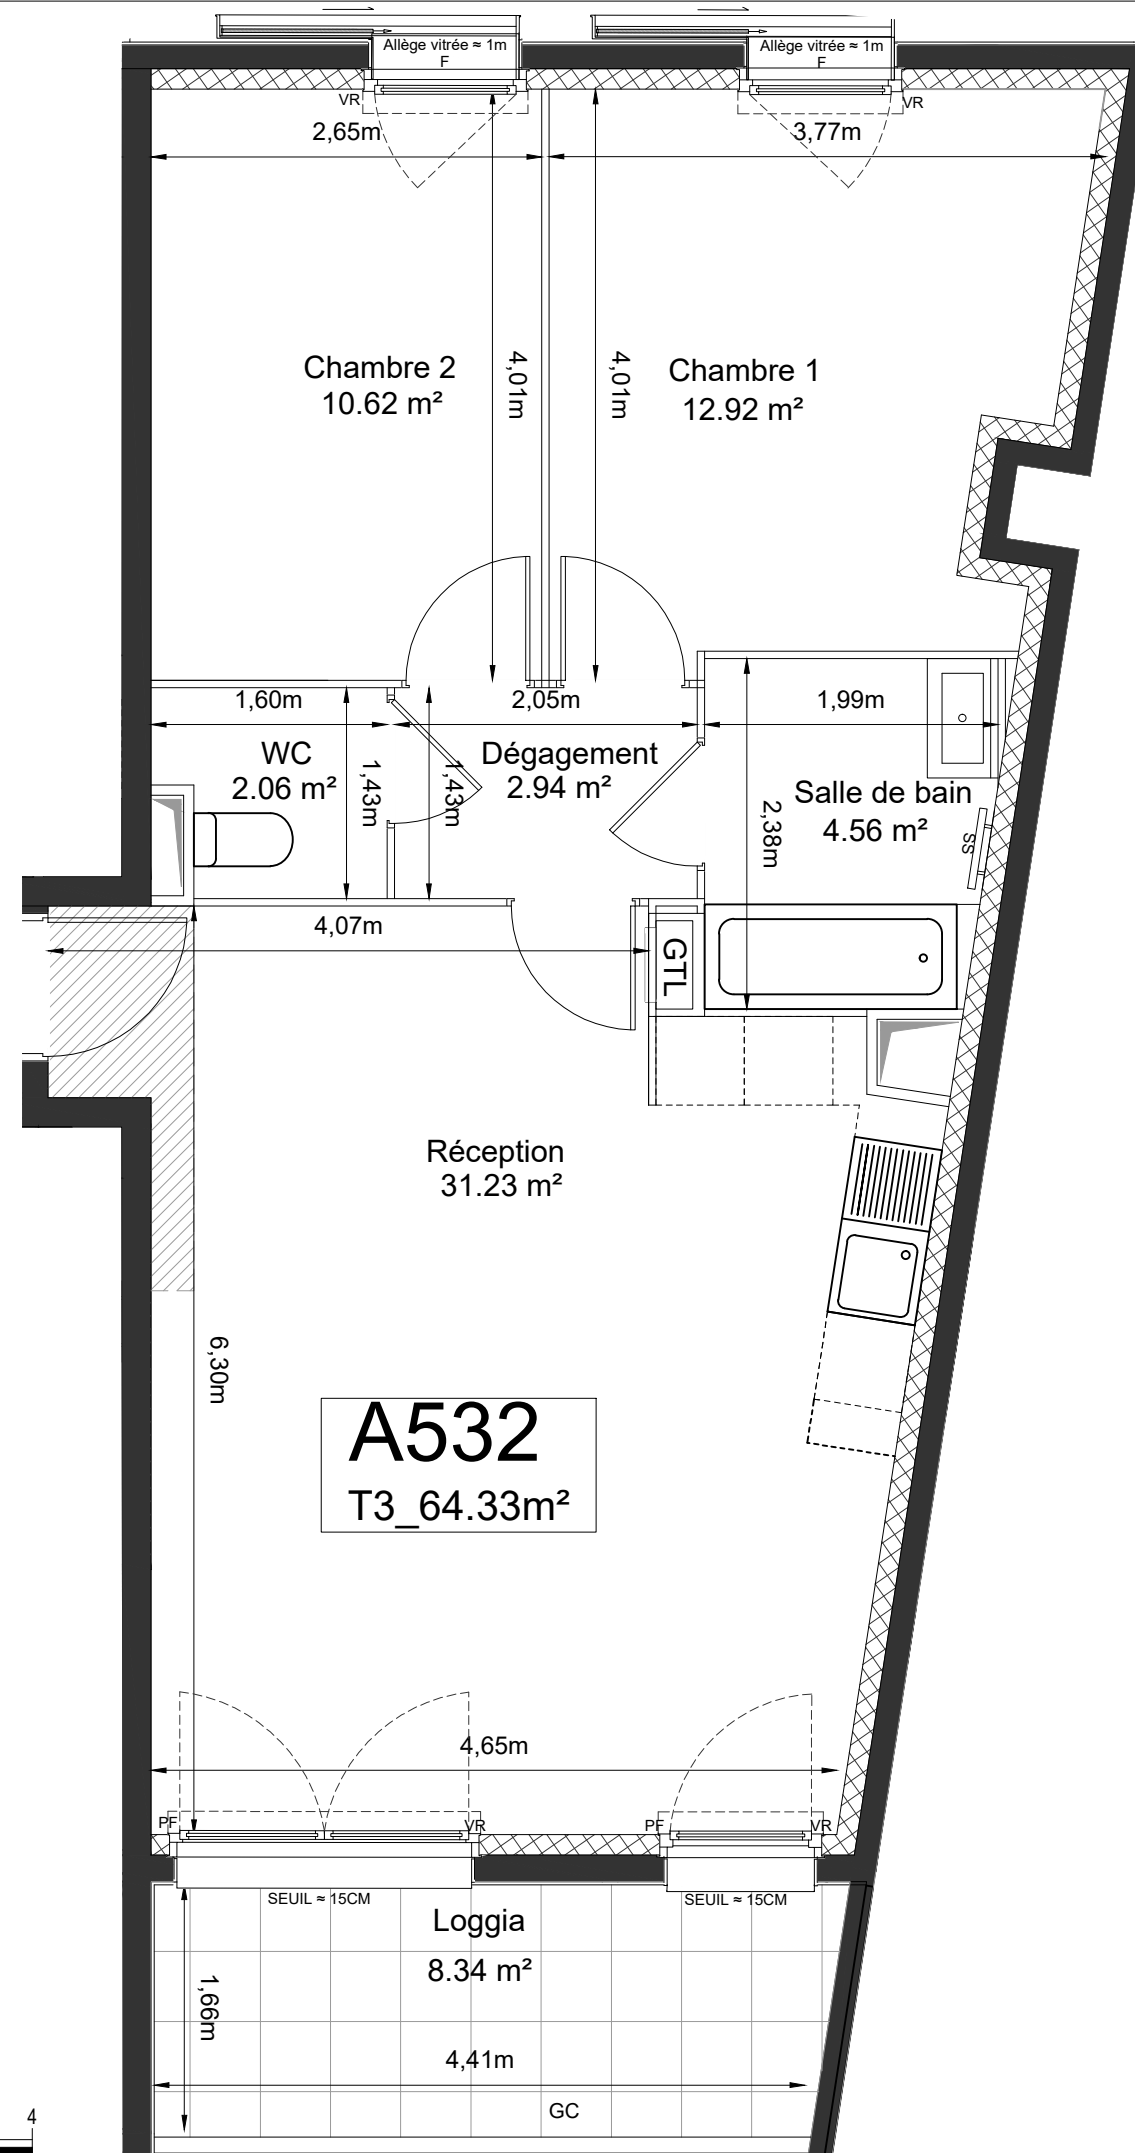 Allège vitrée ≈ 1m
F
Allège vitrée ≈ 1m
F
VR
VR
2,65m
3,77m
Chambre 2
10.62 m²
4,01m
4,01m
Chambre 1
12.92 m²
1,60m
2,05m
1,99m
WC
2.06 m²
1,43m
1,43m
Dégagement
2.94 m²
2,38m
Salle de bain
4.56 m²
SS
4,07m
GTL
Réception
31.23 m²
6,30m
A532
T3_64.33m²
4,65m
PF
VR
PF
VR
SEUIL ≈ 15CM
SEUIL ≈ 15CM
Loggia
8.34 m²
1,66m
4,41m
GC
4